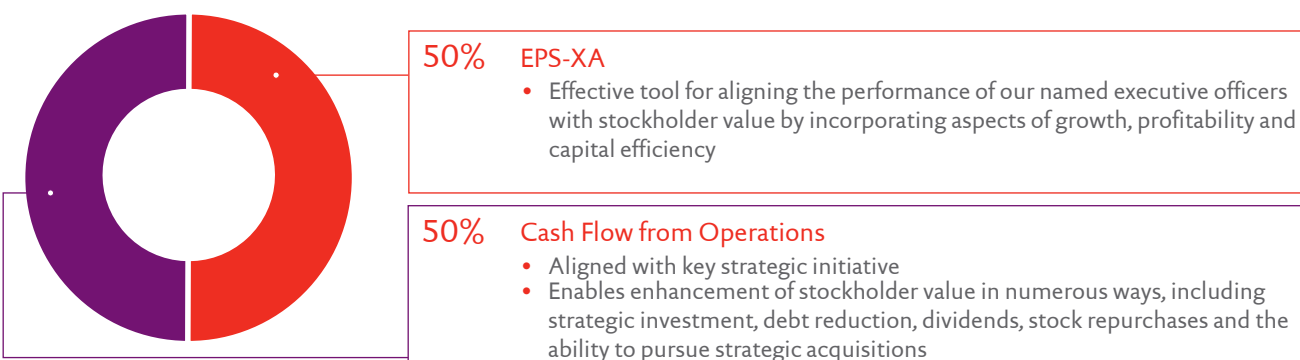 50% EPS-XA
• Effective tool for aligning the performance of our named executive officers
with stockholder value by incorporating aspects of growth, profitability and
capital efficiency
50% Cash Flow from Operations
• Aligned with key strategic initiative
• Enables enhancement of stockholder value in numerous ways, including
strategic investment, debt reduction, dividends, stock repurchases and the
ability to pursue strategic acquisitions